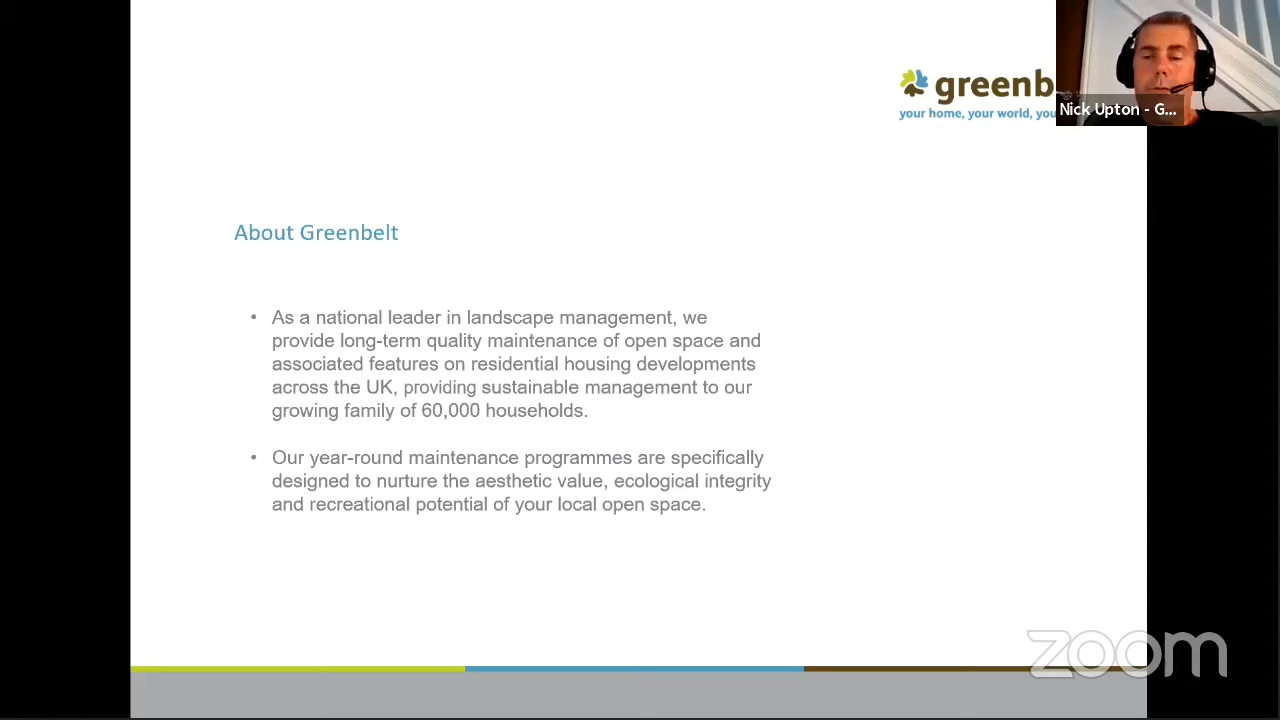 greenb
your home, your world, you
Nick Upton - G...
About Greenbelt
• As a national leader in landscape management, we
provide long-term quality maintenance of open space and
associated features on residential housing developments
across the UK, providing sustainable management to our
growing family of 60,000 households.
• Our year-round maintenance programmes are specifically
designed to nurture the aesthetic value, ecological integrity
and recreational potential of your local open space.
zoom